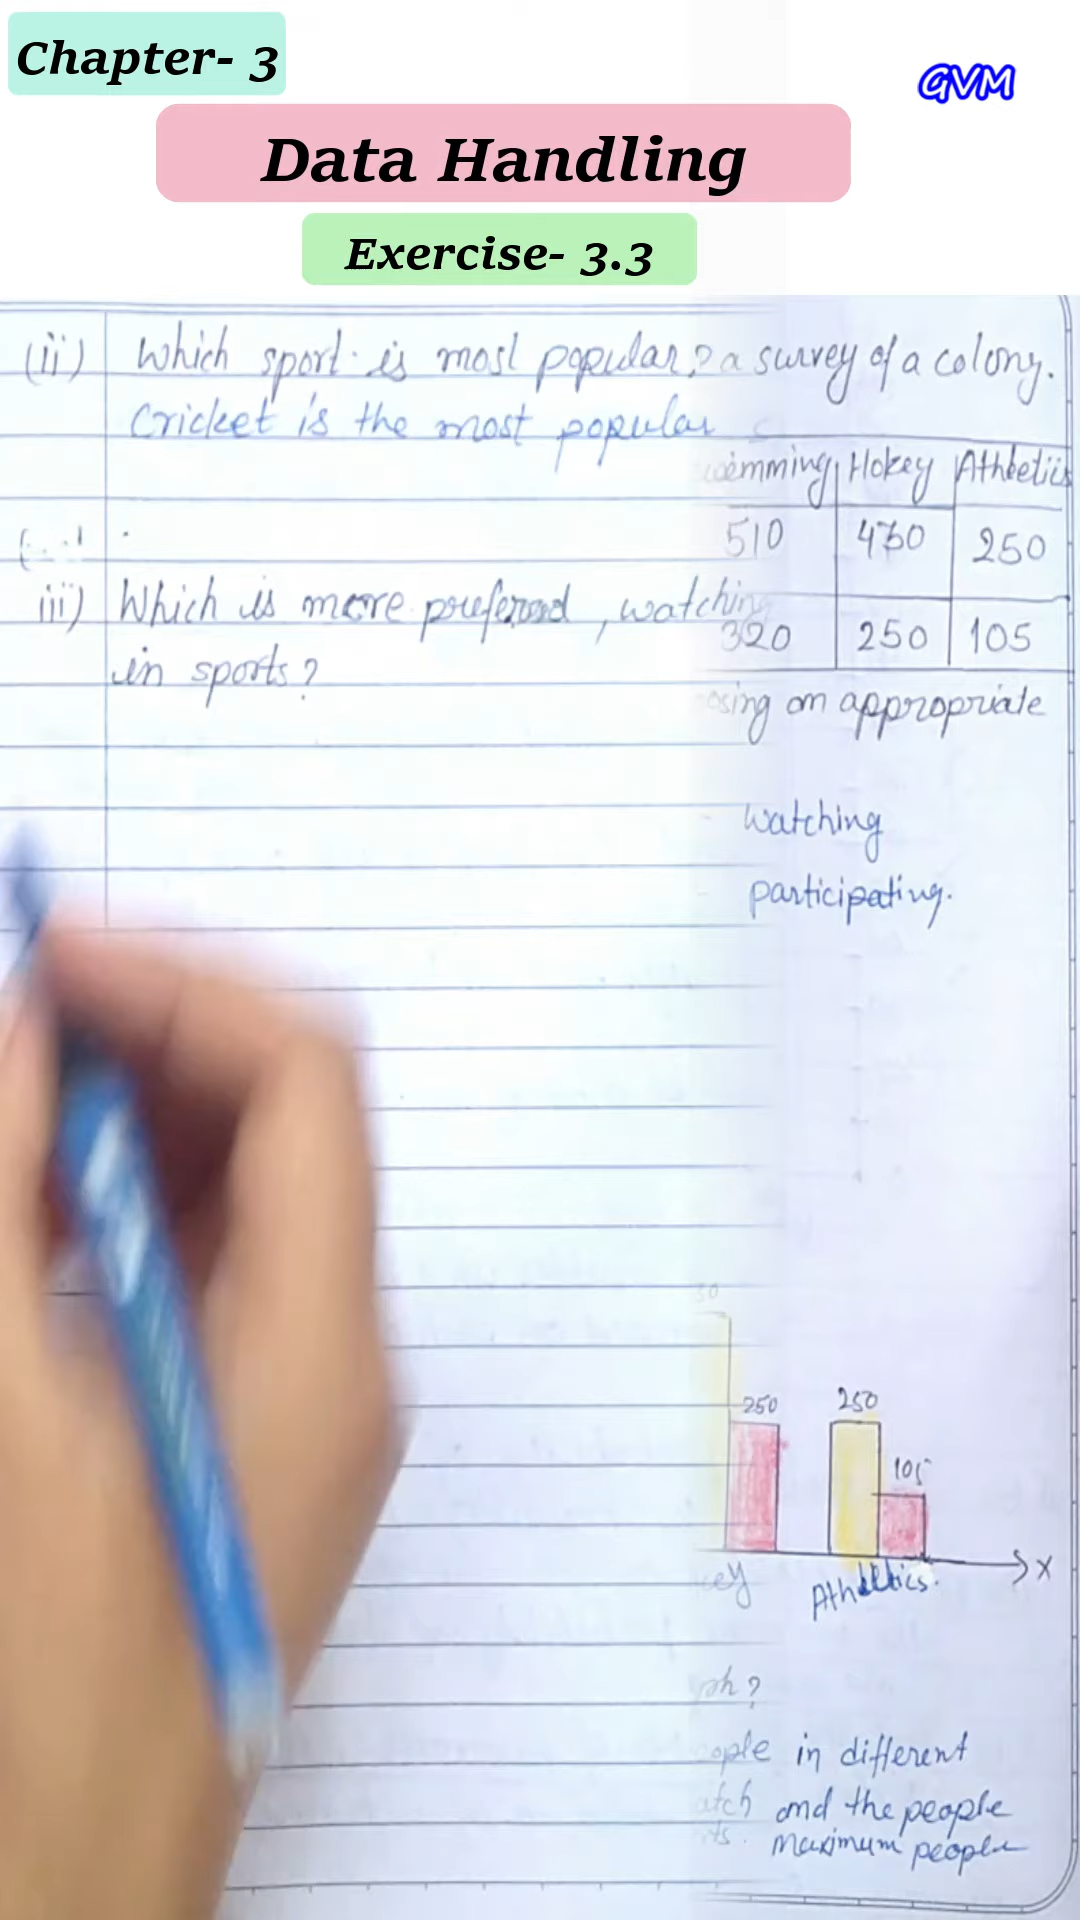 Chapter- 3
GVM
Data Handling
Exercise- 3.3
(ii) Which sport is most popular? a survey of a colony.
Cricket is the most popular
Hokey Athletics
510 430 250
iii) Which is more preferred, watching
320 250 105
in sports?
on appropriate
watching
participating.
250 250
105
X
Athletics.
in different
and the people
maximum people